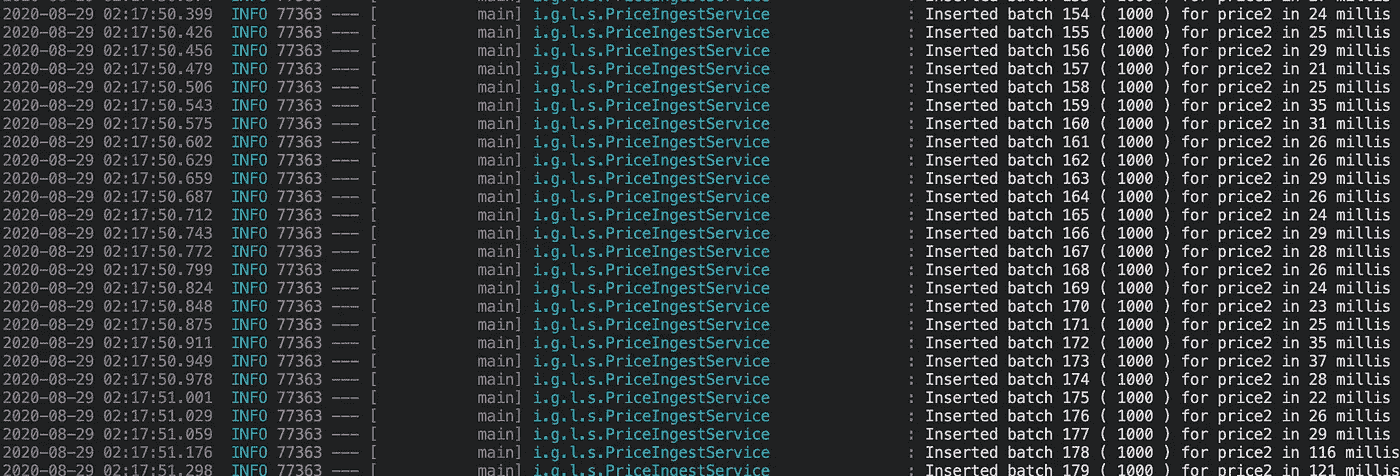 2020-08-29 02:17:50.399  INFO 77363 --- [           main] i.g.l.s.PriceIngestService               : Inserted batch 154 ( 1000 ) for price2 in 24 millis
2020-08-29 02:17:50.426  INFO 77363 --- [           main] i.g.l.s.PriceIngestService               : Inserted batch 155 ( 1000 ) for price2 in 25 millis
2020-08-29 02:17:50.456  INFO 77363 --- [           main] i.g.l.s.PriceIngestService               : Inserted batch 156 ( 1000 ) for price2 in 29 millis
2020-08-29 02:17:50.479  INFO 77363 --- [           main] i.g.l.s.PriceIngestService               : Inserted batch 157 ( 1000 ) for price2 in 21 millis
2020-08-29 02:17:50.506  INFO 77363 --- [           main] i.g.l.s.PriceIngestService               : Inserted batch 158 ( 1000 ) for price2 in 25 millis
2020-08-29 02:17:50.543  INFO 77363 --- [           main] i.g.l.s.PriceIngestService               : Inserted batch 159 ( 1000 ) for price2 in 35 millis
2020-08-29 02:17:50.575  INFO 77363 --- [           main] i.g.l.s.PriceIngestService               : Inserted batch 160 ( 1000 ) for price2 in 31 millis
2020-08-29 02:17:50.602  INFO 77363 --- [           main] i.g.l.s.PriceIngestService               : Inserted batch 161 ( 1000 ) for price2 in 26 millis
2020-08-29 02:17:50.629  INFO 77363 --- [           main] i.g.l.s.PriceIngestService               : Inserted batch 162 ( 1000 ) for price2 in 26 millis
2020-08-29 02:17:50.659  INFO 77363 --- [           main] i.g.l.s.PriceIngestService               : Inserted batch 163 ( 1000 ) for price2 in 29 millis
2020-08-29 02:17:50.687  INFO 77363 --- [           main] i.g.l.s.PriceIngestService               : Inserted batch 164 ( 1000 ) for price2 in 26 millis
2020-08-29 02:17:50.712  INFO 77363 --- [           main] i.g.l.s.PriceIngestService               : Inserted batch 165 ( 1000 ) for price2 in 24 millis
2020-08-29 02:17:50.743  INFO 77363 --- [           main] i.g.l.s.PriceIngestService               : Inserted batch 166 ( 1000 ) for price2 in 29 millis
2020-08-29 02:17:50.772  INFO 77363 --- [           main] i.g.l.s.PriceIngestService               : Inserted batch 167 ( 1000 ) for price2 in 28 millis
2020-08-29 02:17:50.799  INFO 77363 --- [           main] i.g.l.s.PriceIngestService               : Inserted batch 168 ( 1000 ) for price2 in 26 millis
2020-08-29 02:17:50.824  INFO 77363 --- [           main] i.g.l.s.PriceIngestService               : Inserted batch 169 ( 1000 ) for price2 in 24 millis
2020-08-29 02:17:50.848  INFO 77363 --- [           main] i.g.l.s.PriceIngestService               : Inserted batch 170 ( 1000 ) for price2 in 23 millis
2020-08-29 02:17:50.875  INFO 77363 --- [           main] i.g.l.s.PriceIngestService               : Inserted batch 171 ( 1000 ) for price2 in 25 millis
2020-08-29 02:17:50.911  INFO 77363 --- [           main] i.g.l.s.PriceIngestService               : Inserted batch 172 ( 1000 ) for price2 in 35 millis
2020-08-29 02:17:50.949  INFO 77363 --- [           main] i.g.l.s.PriceIngestService               : Inserted batch 173 ( 1000 ) for price2 in 37 millis
2020-08-29 02:17:50.978  INFO 77363 --- [           main] i.g.l.s.PriceIngestService               : Inserted batch 174 ( 1000 ) for price2 in 28 millis
2020-08-29 02:17:51.001  INFO 77363 --- [           main] i.g.l.s.PriceIngestService               : Inserted batch 175 ( 1000 ) for price2 in 22 millis
2020-08-29 02:17:51.029  INFO 77363 --- [           main] i.g.l.s.PriceIngestService               : Inserted batch 176 ( 1000 ) for price2 in 26 millis
2020-08-29 02:17:51.059  INFO 77363 --- [           main] i.g.l.s.PriceIngestService               : Inserted batch 177 ( 1000 ) for price2 in 29 millis
2020-08-29 02:17:51.176  INFO 77363 --- [           main] i.g.l.s.PriceIngestService               : Inserted batch 178 ( 1000 ) for price2 in 116 millis
2020-08-29 02:17:51.298  INFO 77363 --- [           main] i.g.l.s.PriceIngestService               : Inserted batch 179 ( 1000 ) for price2 in 121 millis